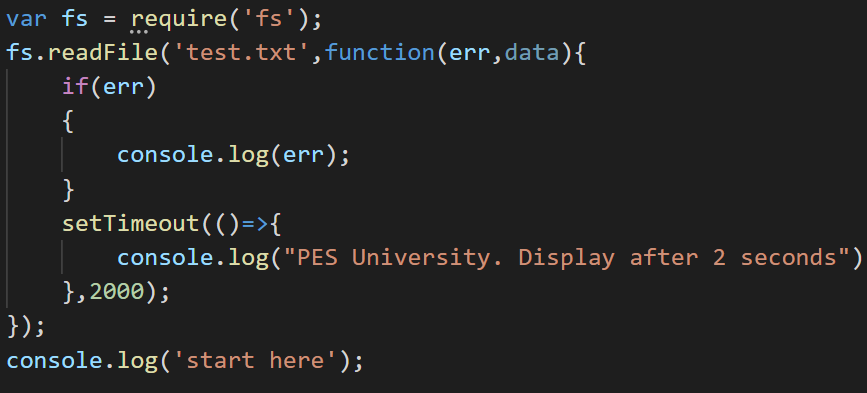 var fs = require('fs');
fs.readFile('test.txt',function(err,data){
    if(err)
    {
        console.log(err);
    }
    setTimeout(()=>{
        console.log("PES University. Display after 2 seconds")
    },2000);
});
console.log('start here');